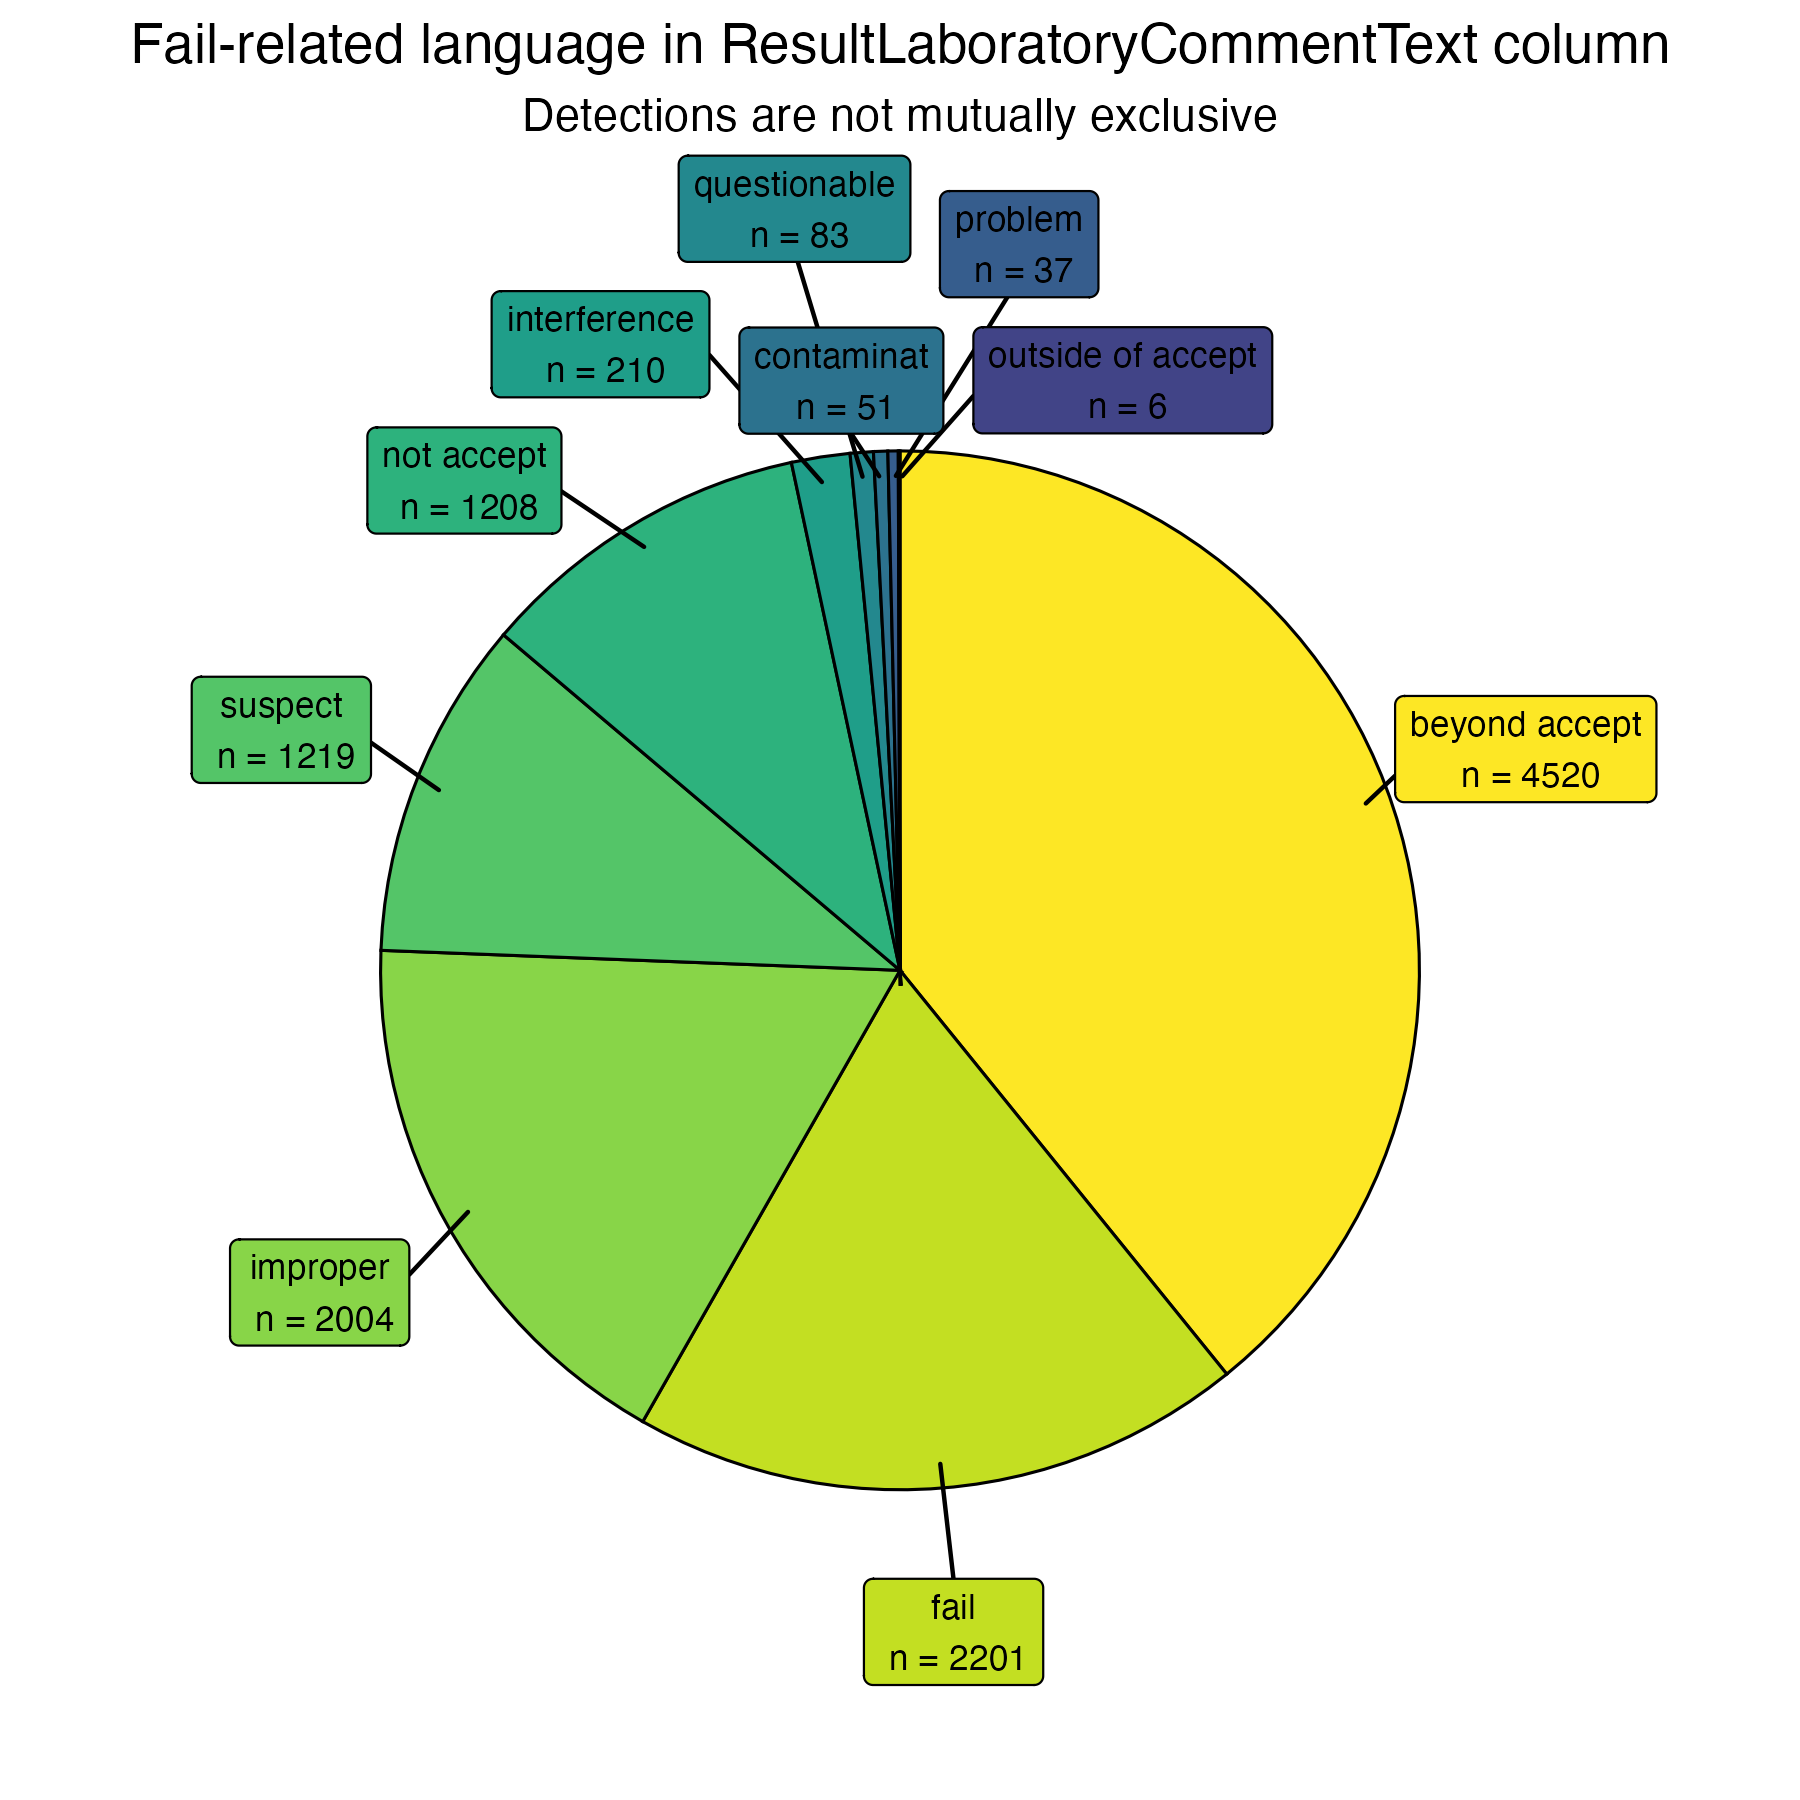 Fail-related language in ResultLaboratoryCommentText column
Detections are not mutually exclusive
questionable
n = 83
problem
n = 37
interference
n = 210
contaminat
n = 51
outside of accept
n = 6
not accept
n = 1208
suspect
n = 1219
beyond accept
n = 4520
improper
n = 2004
fail
n = 2201